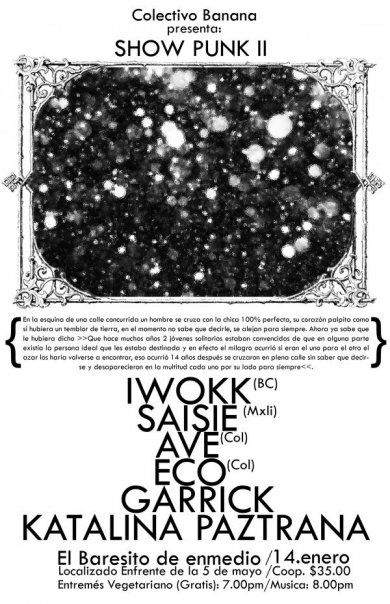 Colectivo Banana
presenta:
SHOW PUNK II
{ En la esquina de una calle concurrida un hombre se cruza con la chica 100% perfecta, su corazón palpita como
si hubiera un temblor de tierra, en el momento no sabe que decirle, se alejan para siempre. Ahora ya sabe que
le hubiera dicho >>Que hace muchos años 2 jóvenes solitarios estaban convencidos de que en alguna parte
existía la persona ideal que les estaba destinada y en efecto el milagro ocurrió si eran el uno para el otro el
azar los haria volverse a encontrar, eso ocurrió 14 años después se cruzaron en plena calle sin saber que decir-
se y desaparecieron en la multitud cada uno por su lado para siempre<<. }
IWOKK (BC)
SAISIE (Mxli)
AVE (Col)
ECO (Col)
GARRICK
KATALINA PAZTRANA
El Baresito de enmedio /14.enero
Localizado Enfrente de la 5 de mayo /Coop. $35.00
Entremés Vegetariano (Gratis): 7.00pm/Musica: 8.00pm